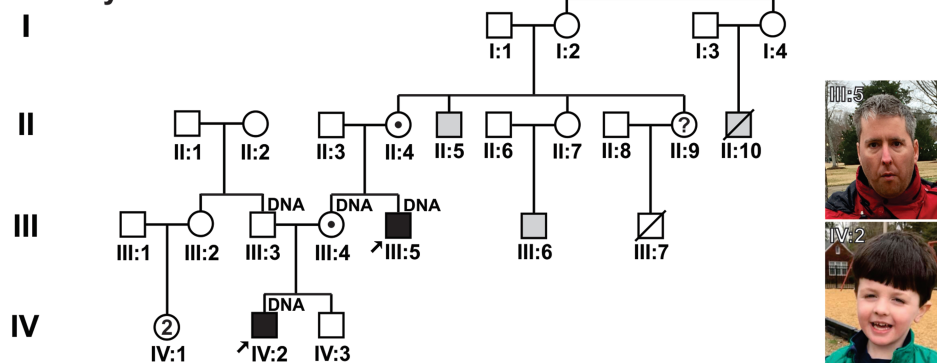 I
I:1
I:2
I:3
I:4
II
?
II:1
II:2
II:3
II:4
II:5
II:6
II:7
II:8
II:9
II:10
III:5
III
DNA
DNA
DNA
III:1
III:2
III:3
III:4
III:5
III:6
III:7
IV:2
IV
DNA
2
IV:1
IV:2
IV:3